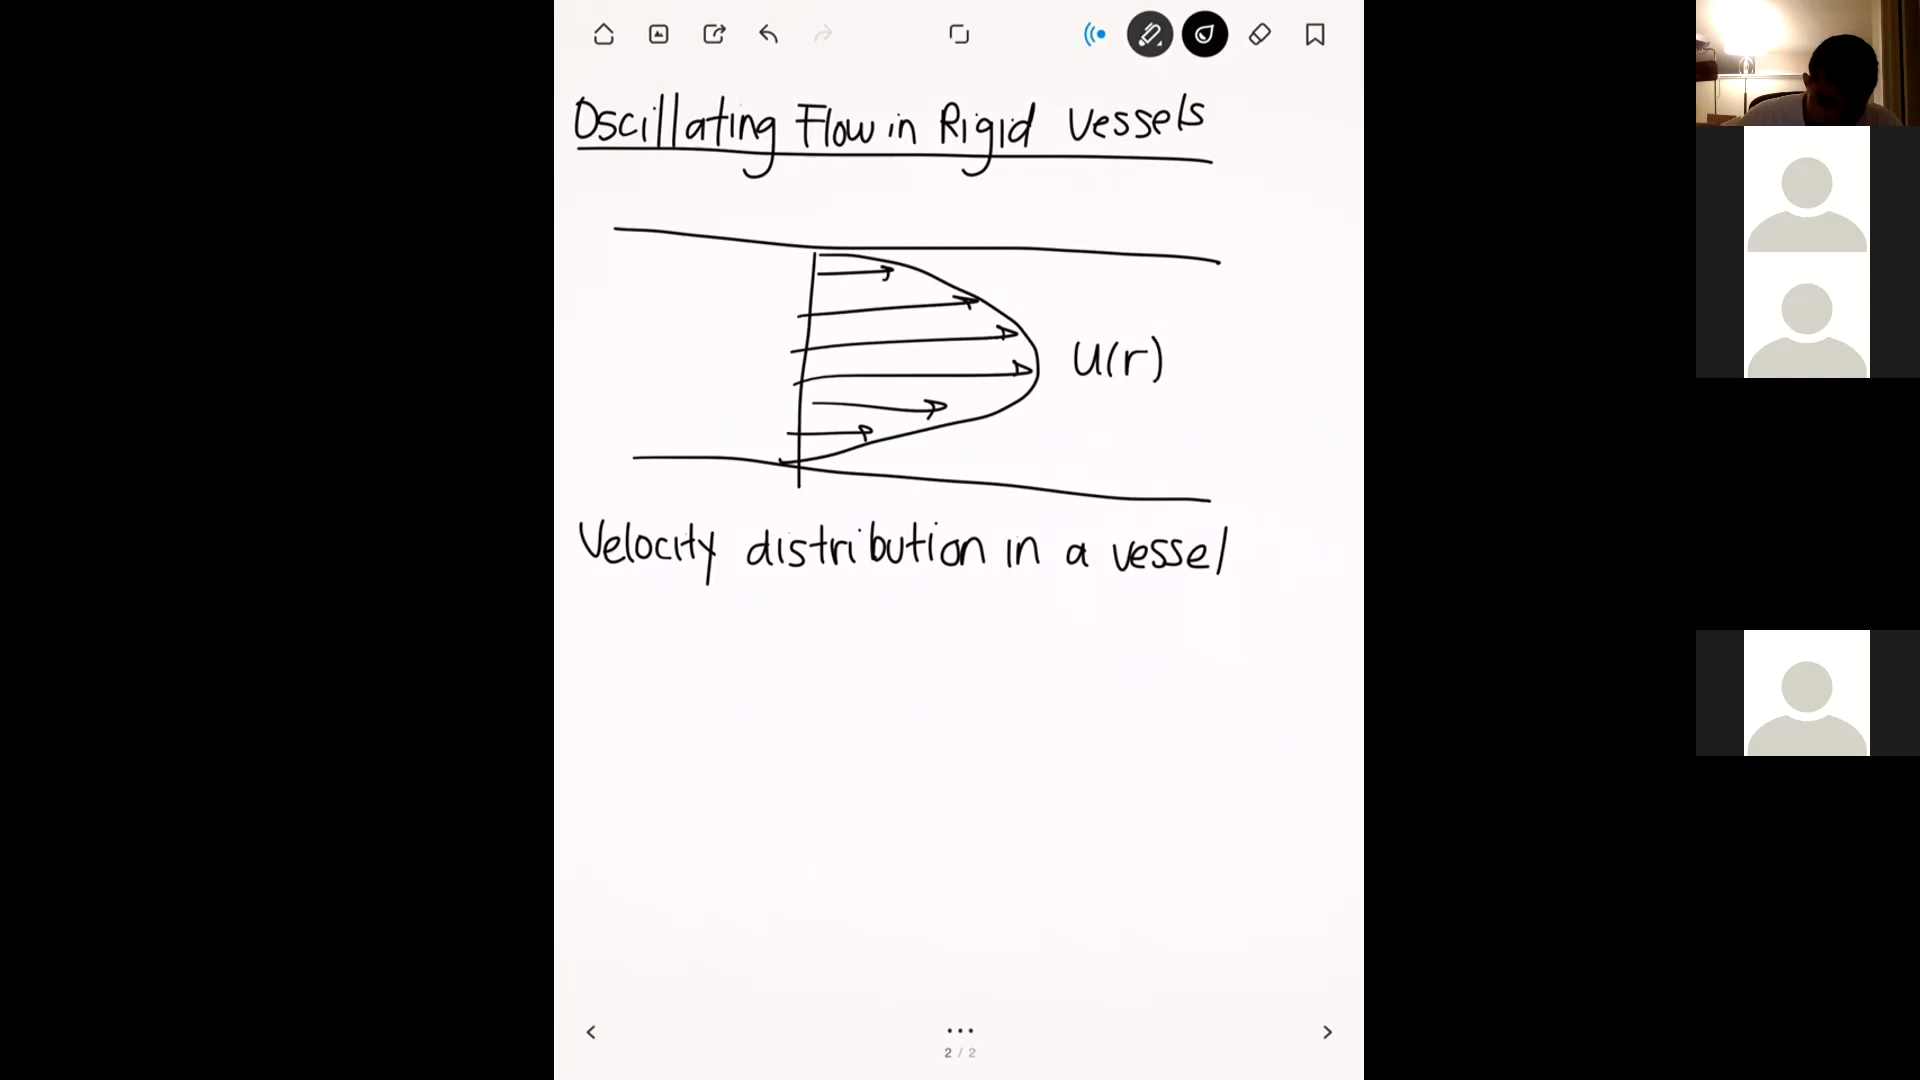 Oscillating Flow in Rigid Vessels
U(r)
Velocity distribution in a vessel
2 / 2